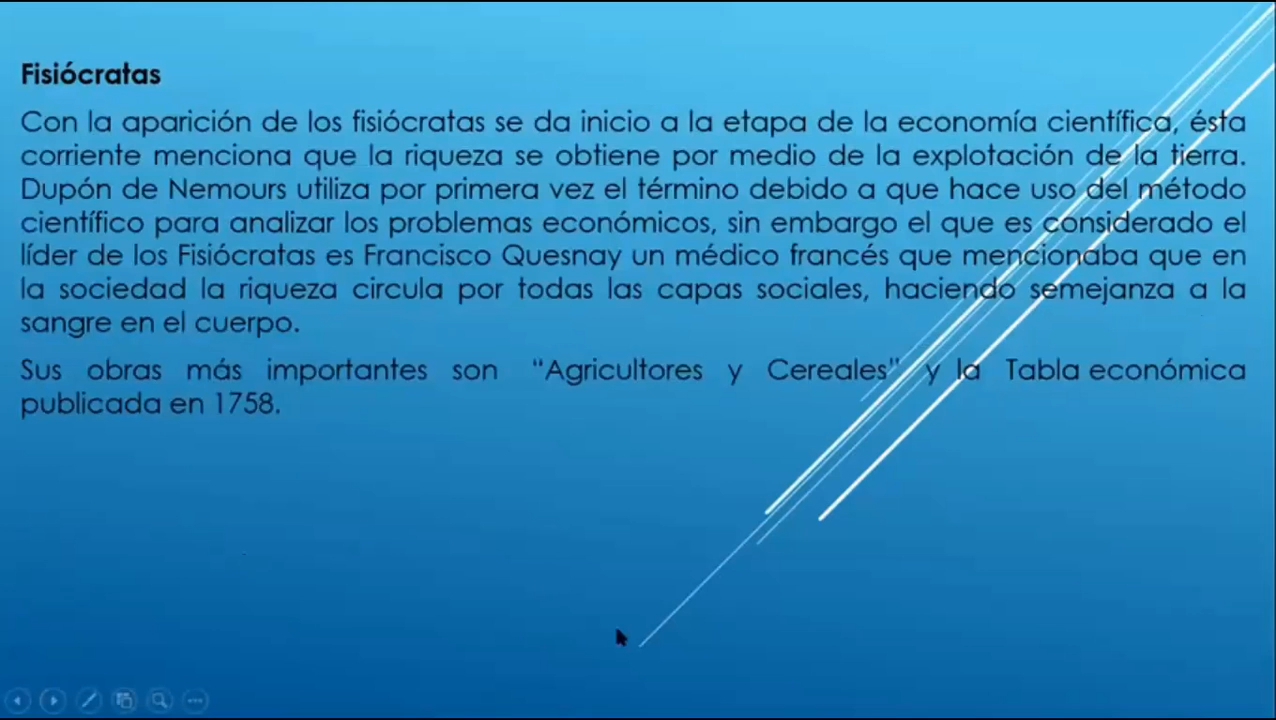 Fisiócratas
Con la aparición de los fisiócratas se da inicio a la etapa de la economía científica, ésta
corriente menciona que la riqueza se obtiene por medio de la explotación de la tierra.
Dupón de Nemours utiliza por primera vez el término debido a que hace uso del método
científico para analizar los problemas económicos, sin embargo el que es considerado el
líder de los Fisiócratas es Francisco Quesnay un médico francés que mencionaba que en
la sociedad la riqueza circula por todas las capas sociales, haciendo semejanza a la
sangre en el cuerpo.
Sus obras más importantes son “Agricultores y Cereales” y la Tabla económica
publicada en 1758.